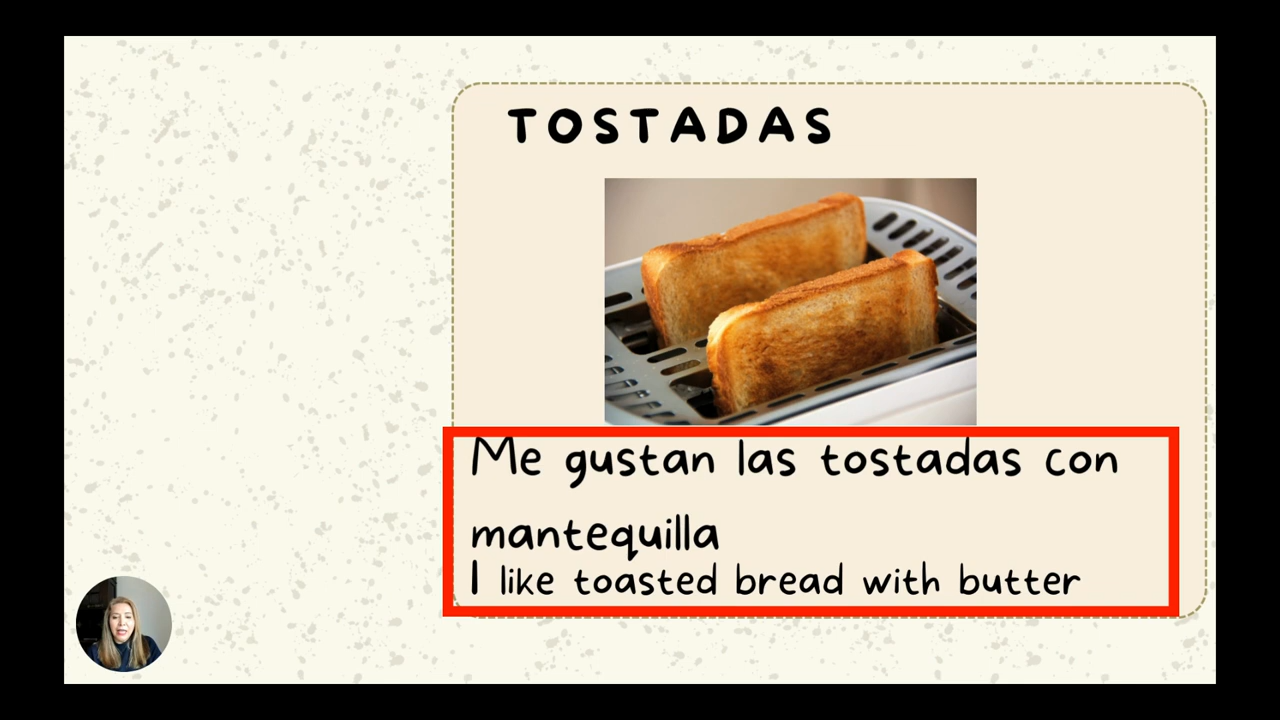 TOSTADAS
Me gustan las tostadas con
mantequilla
I like toasted bread with butter